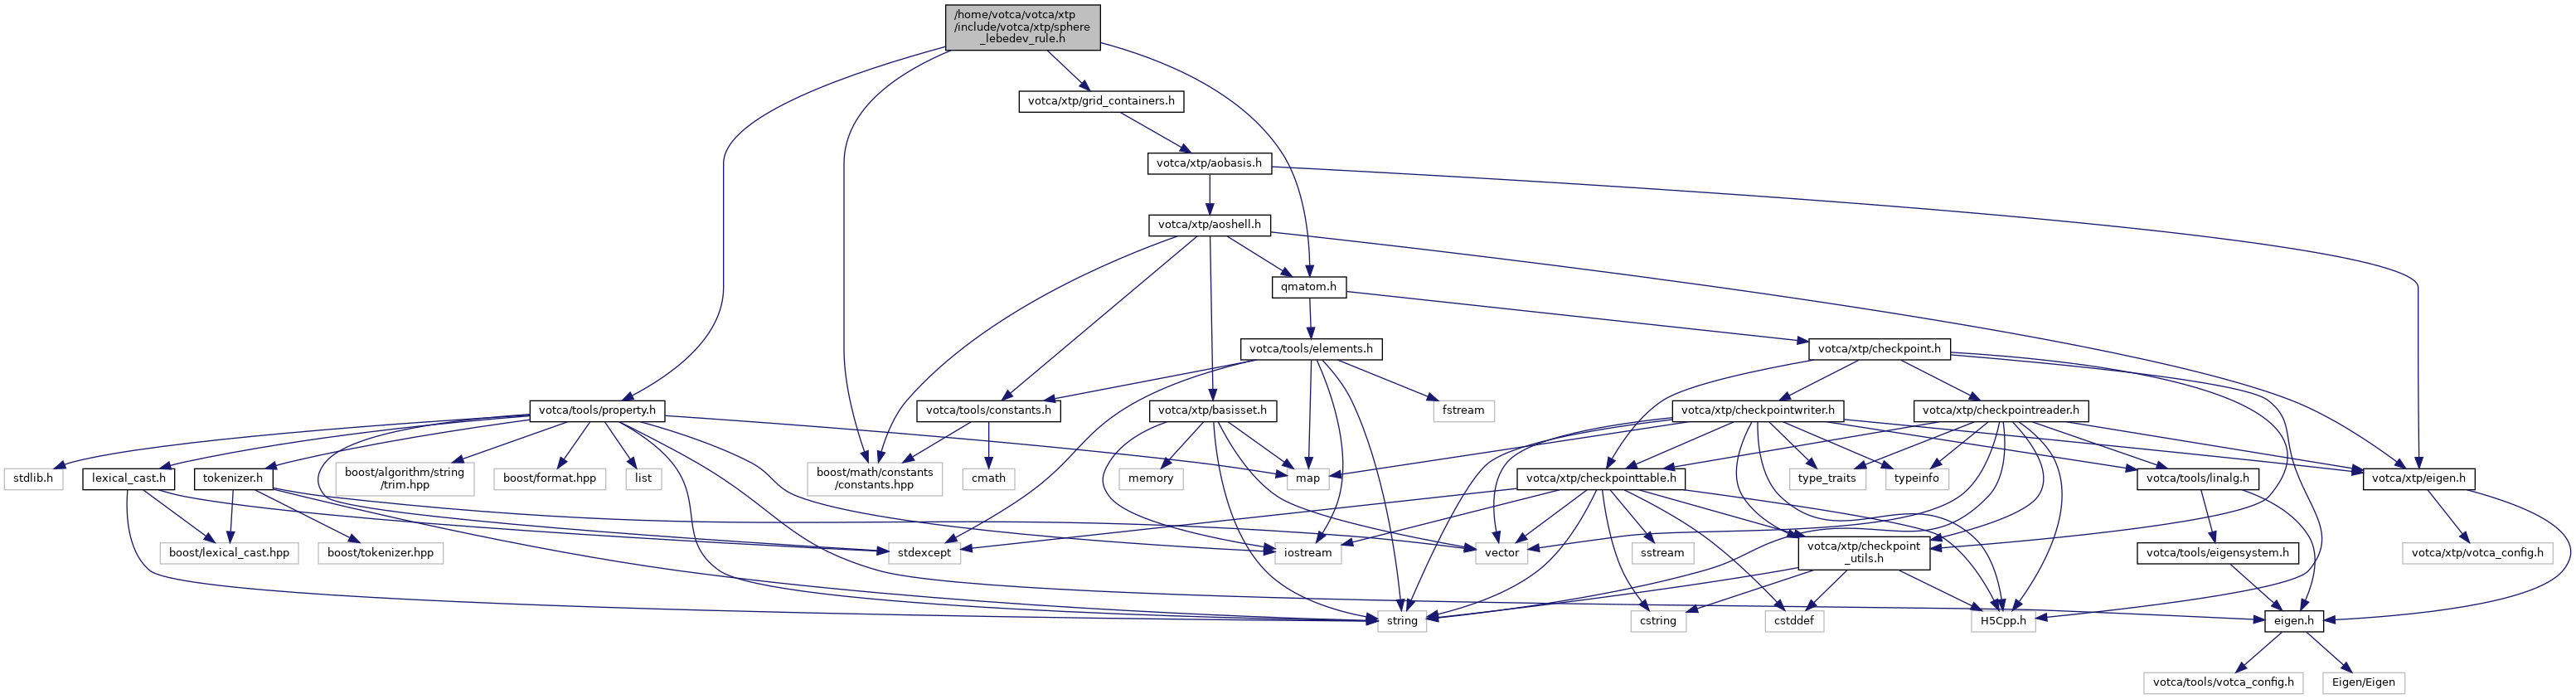 /home/votca/votca/xtp
/include/votca/xtp/sphere
_lebedev_rule.h
votca/xtp/grid_containers.h
votca/xtp/aobasis.h
votca/xtp/aoshell.h
qmatom.h
votca/tools/elements.h
votca/xtp/checkpoint.h
votca/tools/property.h
votca/tools/constants.h
votca/xtp/basisset.h
fstream
votca/xtp/checkpointwriter.h
votca/xtp/checkpointreader.h
stdlib.h
lexical_cast.h
tokenizer.h
boost/algorithm/string
/trim.hpp
boost/format.hpp
list
boost/math/constants
/constants.hpp
cmath
memory
map
votca/xtp/checkpointtable.h
type_traits
typeinfo
votca/tools/linalg.h
votca/xtp/eigen.h
boost/lexical_cast.hpp
boost/tokenizer.hpp
stdexcept
iostream
vector
sstream
votca/xtp/checkpoint
_utils.h
votca/tools/eigensystem.h
votca/xtp/votca_config.h
string
cstring
cstddef
H5Cpp.h
eigen.h
votca/tools/votca_config.h
Eigen/Eigen